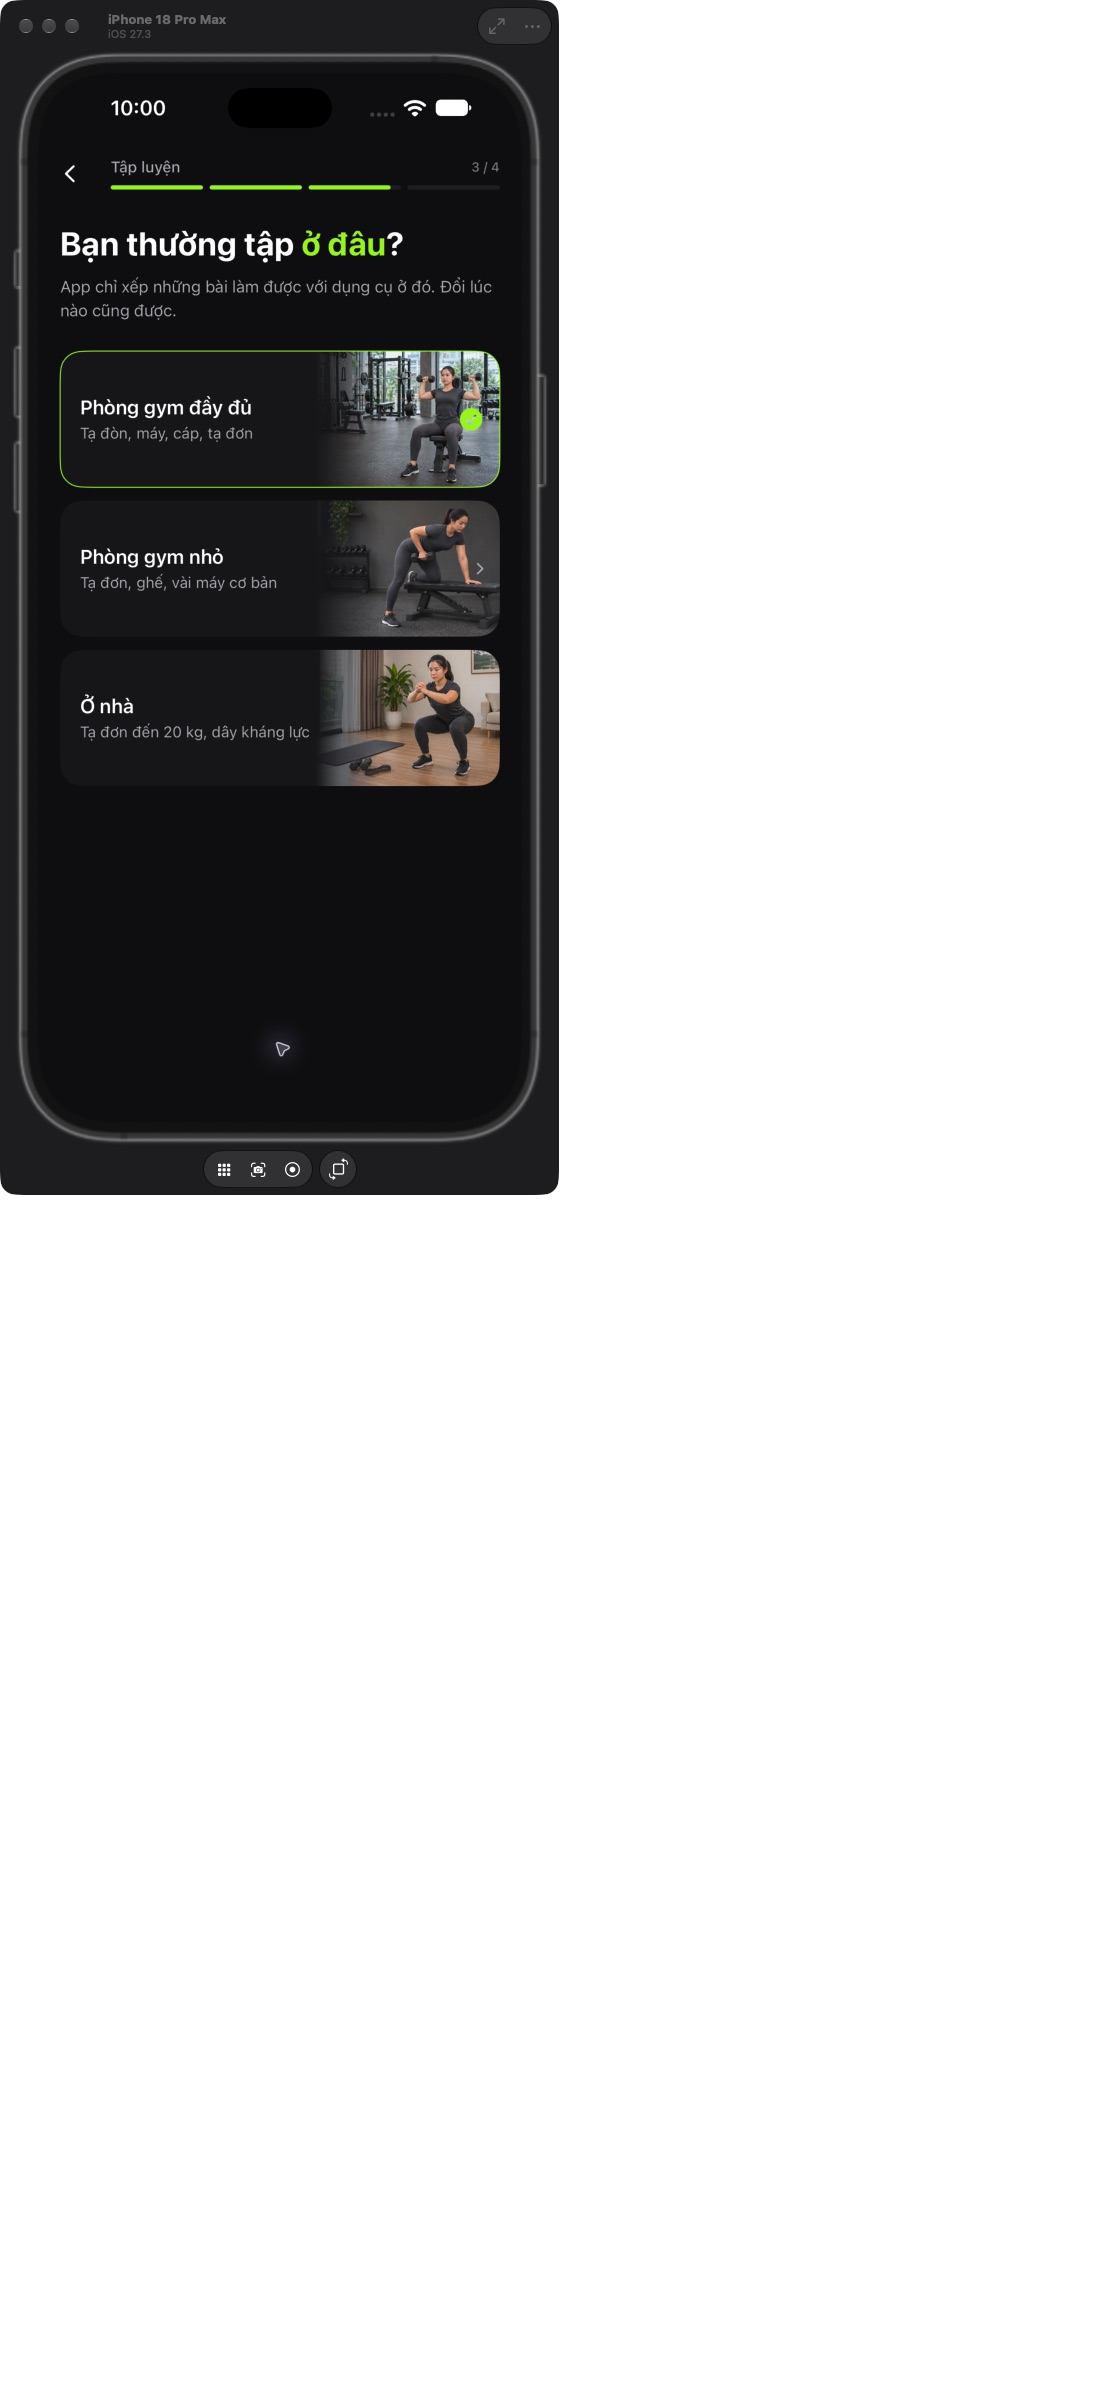 iPhone 18 Pro Max
iOS 27.3
10:00
Tập luyện
3 / 4
Bạn thường tập ở đâu?
App chỉ xếp những bài làm được với dụng cụ ở đó. Đổi lúc
nào cũng được.
Phòng gym đầy đủ
Tạ đòn, máy, cáp, tạ đơn
Phòng gym nhỏ
Tạ đơn, ghế, vài máy cơ bản
Ở nhà
Tạ đơn đến 20 kg, dây kháng lực